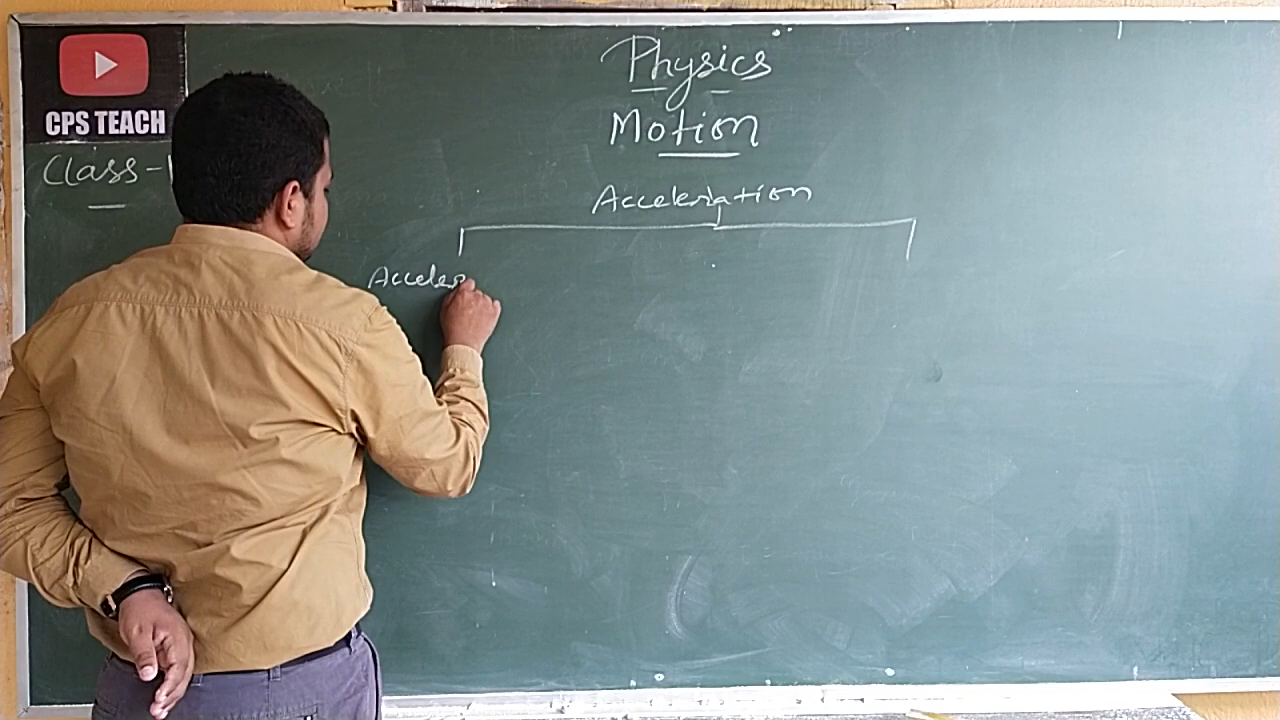 CPS TEACH
Class-
Physics
Motion
Acceleration
Acceler